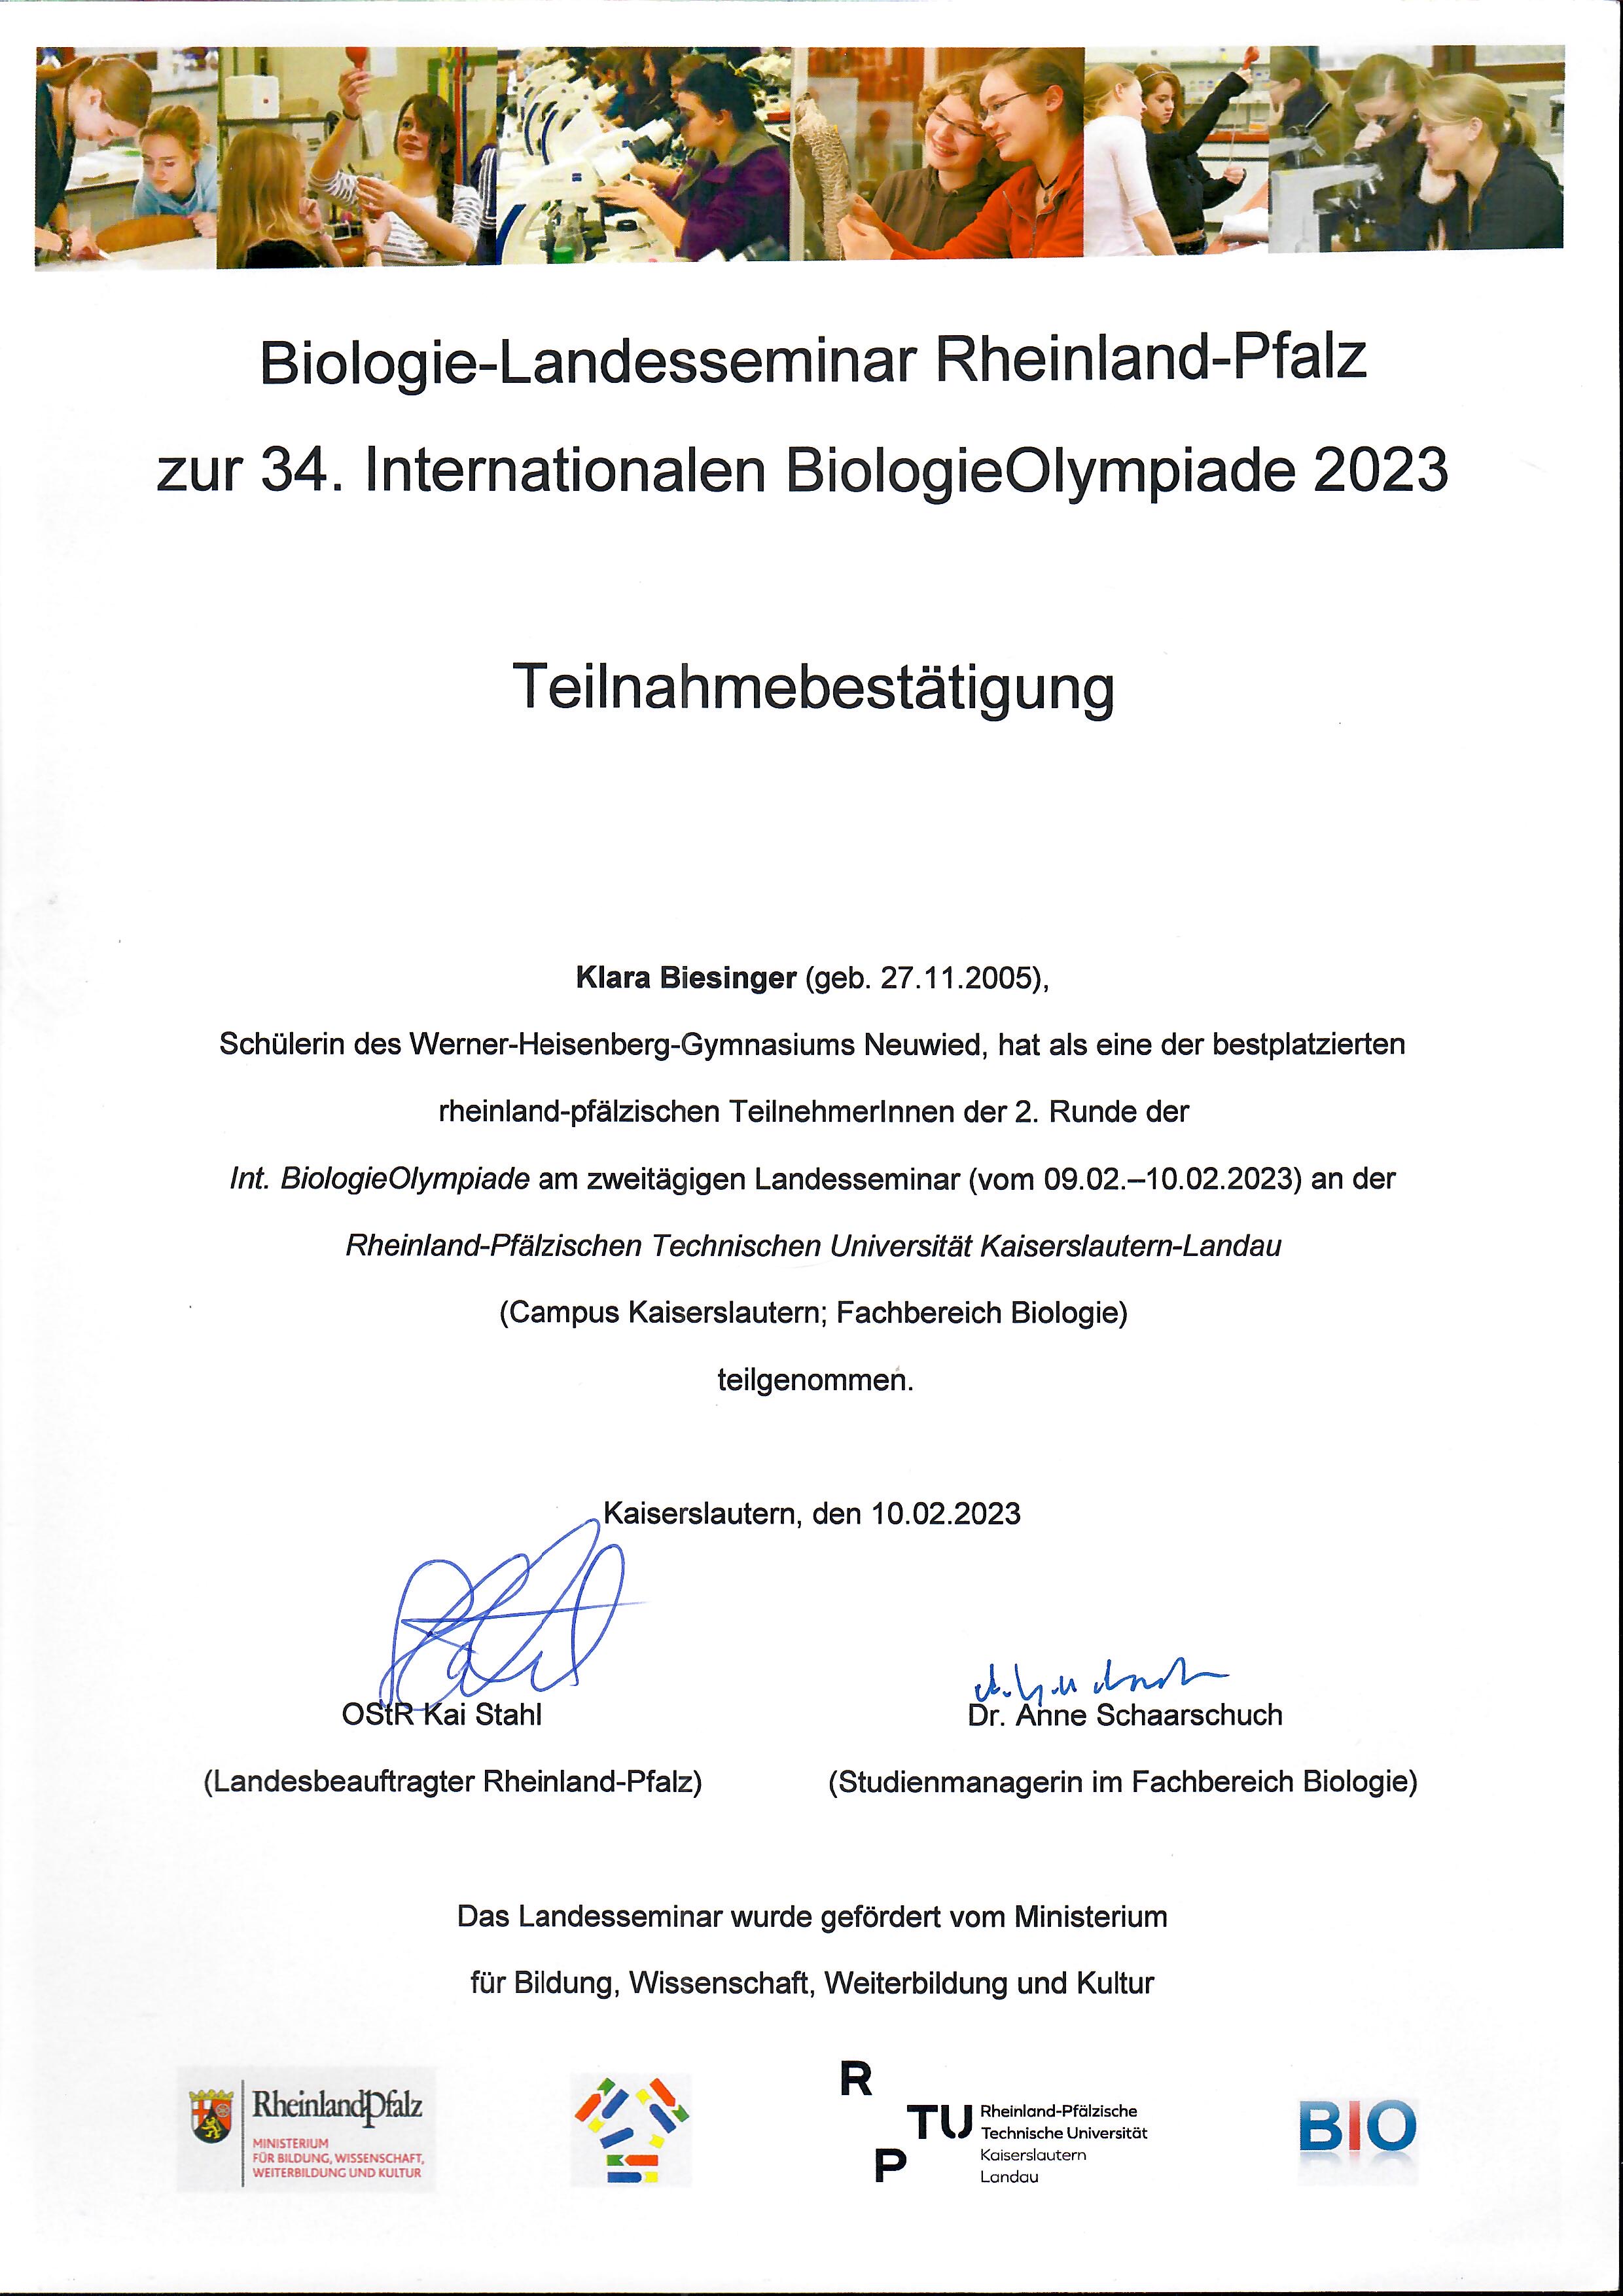 Biologie-Landesseminar Rheinland-Pfalz
zur 34. Internationalen BiologieOlympiade 2023
Teilnahmebestätigung
Klara Biesinger (geb. 27.11.2005),
Schülerin des Werner-Heisenberg-Gymnasiums Neuwied, hat als eine der bestplatzierten
rheinland-pfälzischen TeilnehmerInnen der 2. Runde der
Int. BiologieOlympiade am zweitägigen Landesseminar (vom 09.02.–10.02.2023) an der
Rheinland-Pfälzischen Technischen Universität Kaiserslautern-Landau
(Campus Kaiserslautern; Fachbereich Biologie)
teilgenommen.
Kaiserslautern, den 10.02.2023
OStR Kai Stahl
Dr. Anne Schaarschuch
(Landesbeauftragter Rheinland-Pfalz)
(Studienmanagerin im Fachbereich Biologie)
Das Landesseminar wurde gefördert vom Ministerium
für Bildung, Wissenschaft, Weiterbildung und Kultur
RheinlandPfalz
MINISTERIUM
FÜR BILDUNG, WISSENSCHAFT,
WEITERBILDUNG UND KULTUR
R
TU
P
Rheinland-Pfälzische
Technische Universität
Kaiserslautern
Landau
BIO